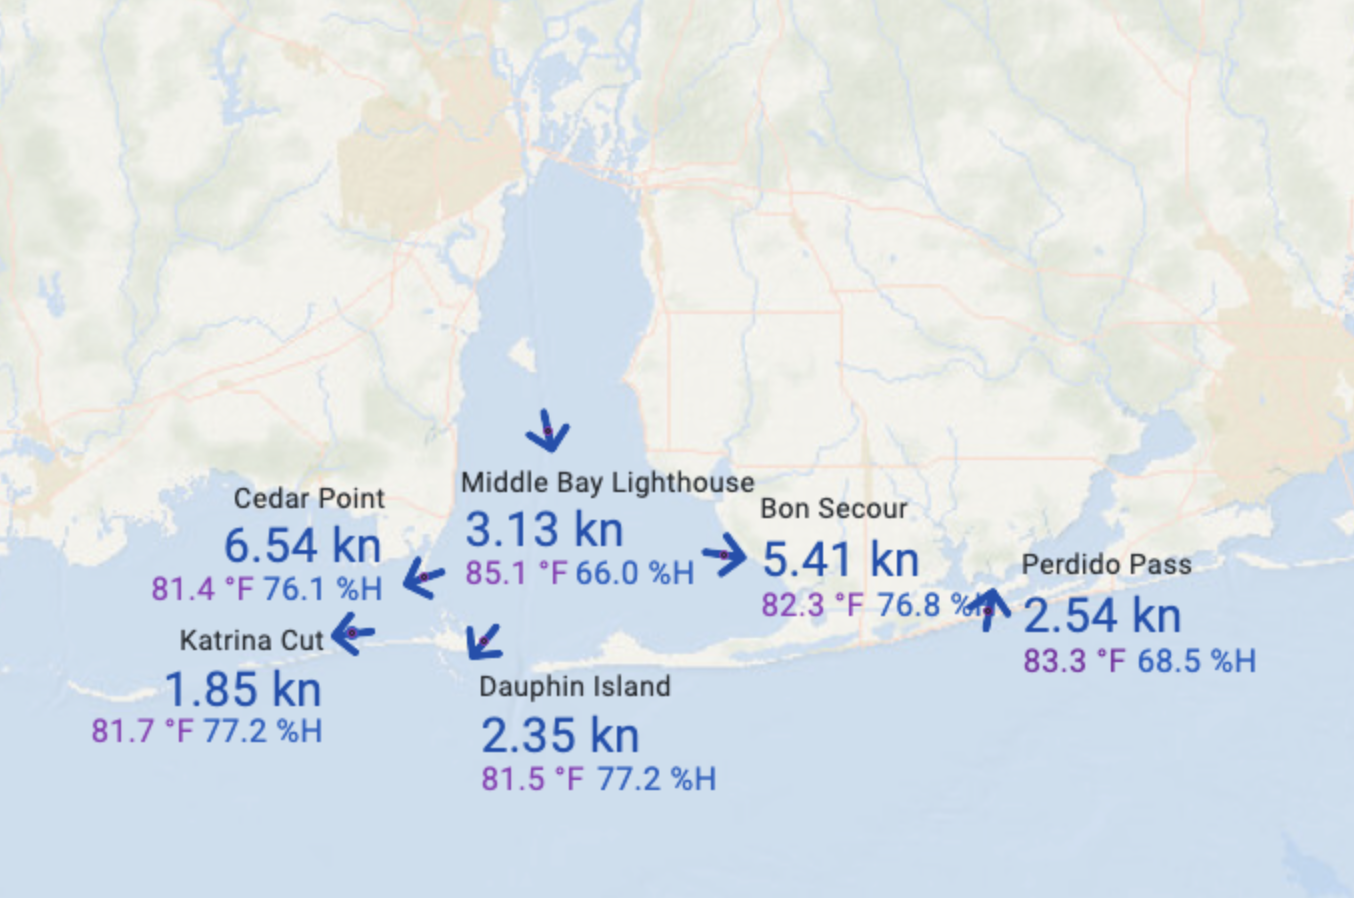 Cedar Point
6.54 kn
81.4 °F 76.1 %H
Middle Bay Lighthouse
3.13 kn
85.1 °F 66.0 %H
Bon Secour
5.41 kn
82.3 °F 76.8 %H
Perdido Pass
2.54 kn
83.3 °F 68.5 %H
Katrina Cut
1.85 kn
81.7 °F 77.2 %H
Dauphin Island
2.35 kn
81.5 °F 77.2 %H